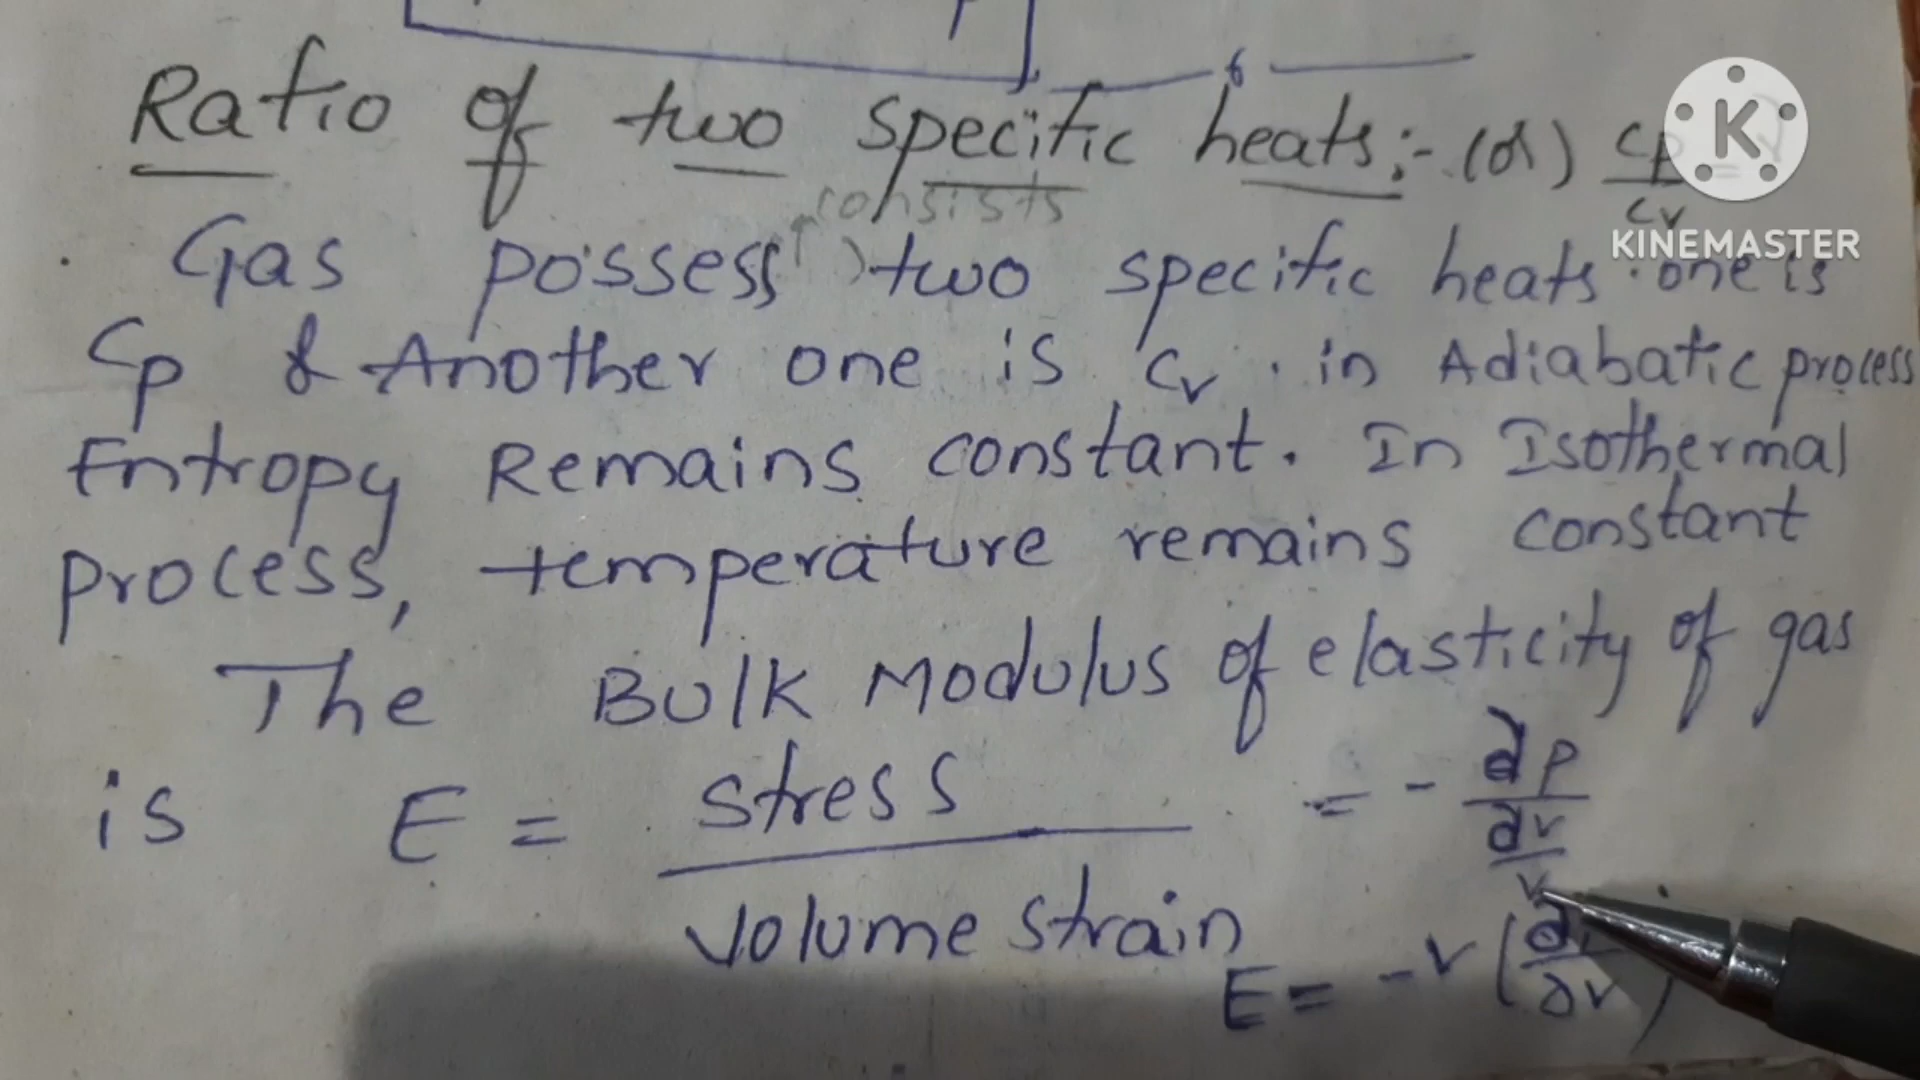 6
Ratio of two specific heats:- (or) Cp/Cv =
consists
Gas possess two specific heats. one is
Cp & Another one is Cv. in Adiabatic process
Entropy Remains constant. In Isothermal
process, temperature remains constant
The Bulk Modulus of elasticity of gas
is E = stress / volume strain = - ∂p / (∂v / v)
E = -v (∂ / ∂v)
K
KINEMASTER